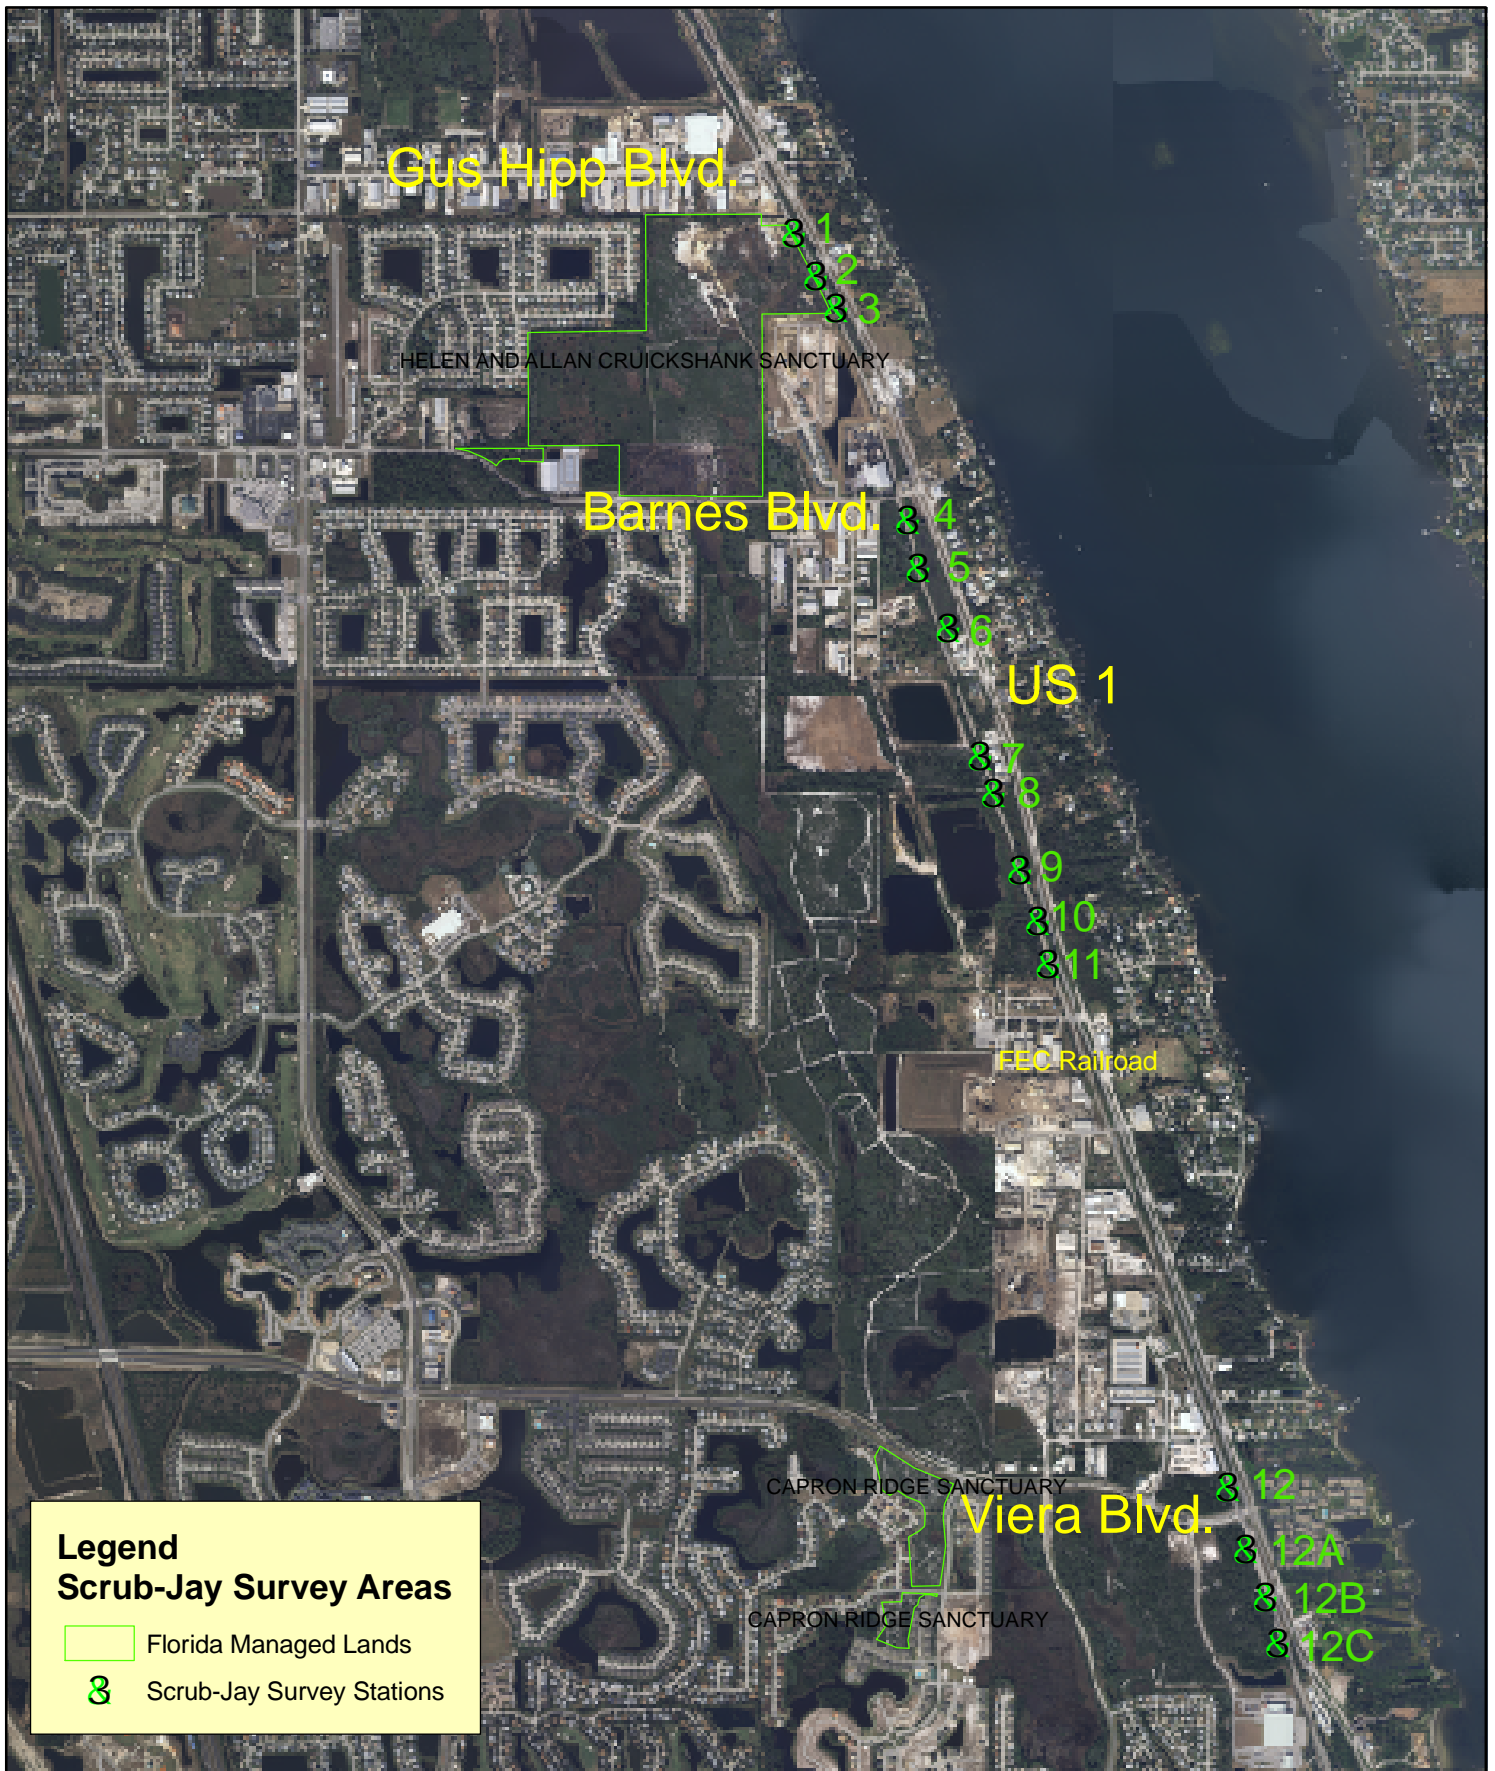 Gus Hipp Blvd.
1
2
3
HELEN AND ALLAN CRUICKSHANK SANCTUARY
Barnes Blvd.
4
5
6
US 1
7
8
9
10
11
FEC Railroad
CAPRON RIDGE SANCTUARY
12
Viera Blvd.
12A
12B
CAPRON RIDGE SANCTUARY
12C
Legend
Scrub-Jay Survey Areas
Florida Managed Lands
Scrub-Jay Survey Stations